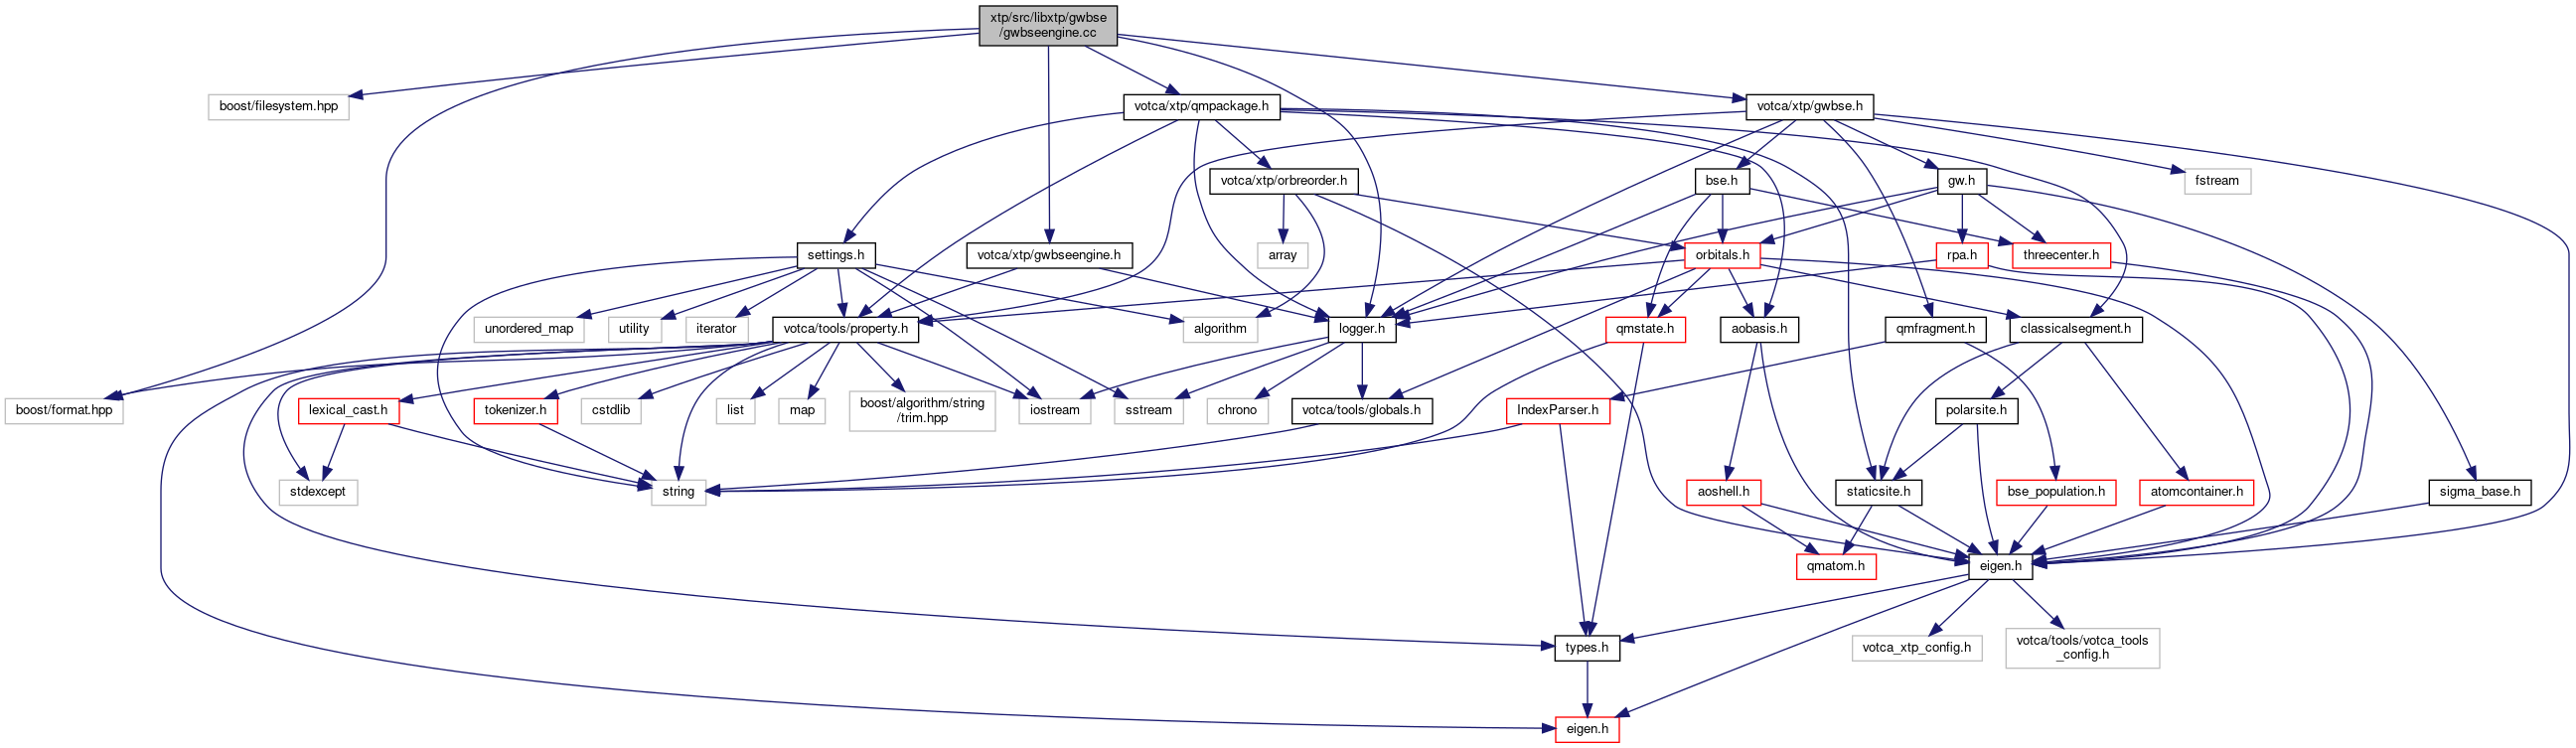 xtp/src/libxtp/gwbse
/gwbseengine.cc
boost/filesystem.hpp
votca/xtp/qmpackage.h
votca/xtp/gwbse.h
votca/xtp/orbreorder.h
bse.h
gw.h
fstream
settings.h
votca/xtp/gwbseengine.h
array
orbitals.h
rpa.h
threecenter.h
unordered_map
utility
iterator
votca/tools/property.h
algorithm
logger.h
qmstate.h
aobasis.h
qmfragment.h
classicalsegment.h
boost/format.hpp
lexical_cast.h
tokenizer.h
cstdlib
list
map
boost/algorithm/string
/trim.hpp
iostream
sstream
chrono
votca/tools/globals.h
IndexParser.h
polarsite.h
stdexcept
string
aoshell.h
staticsite.h
bse_population.h
atomcontainer.h
sigma_base.h
qmatom.h
eigen.h
types.h
votca_xtp_config.h
votca/tools/votca_tools
_config.h
eigen.h